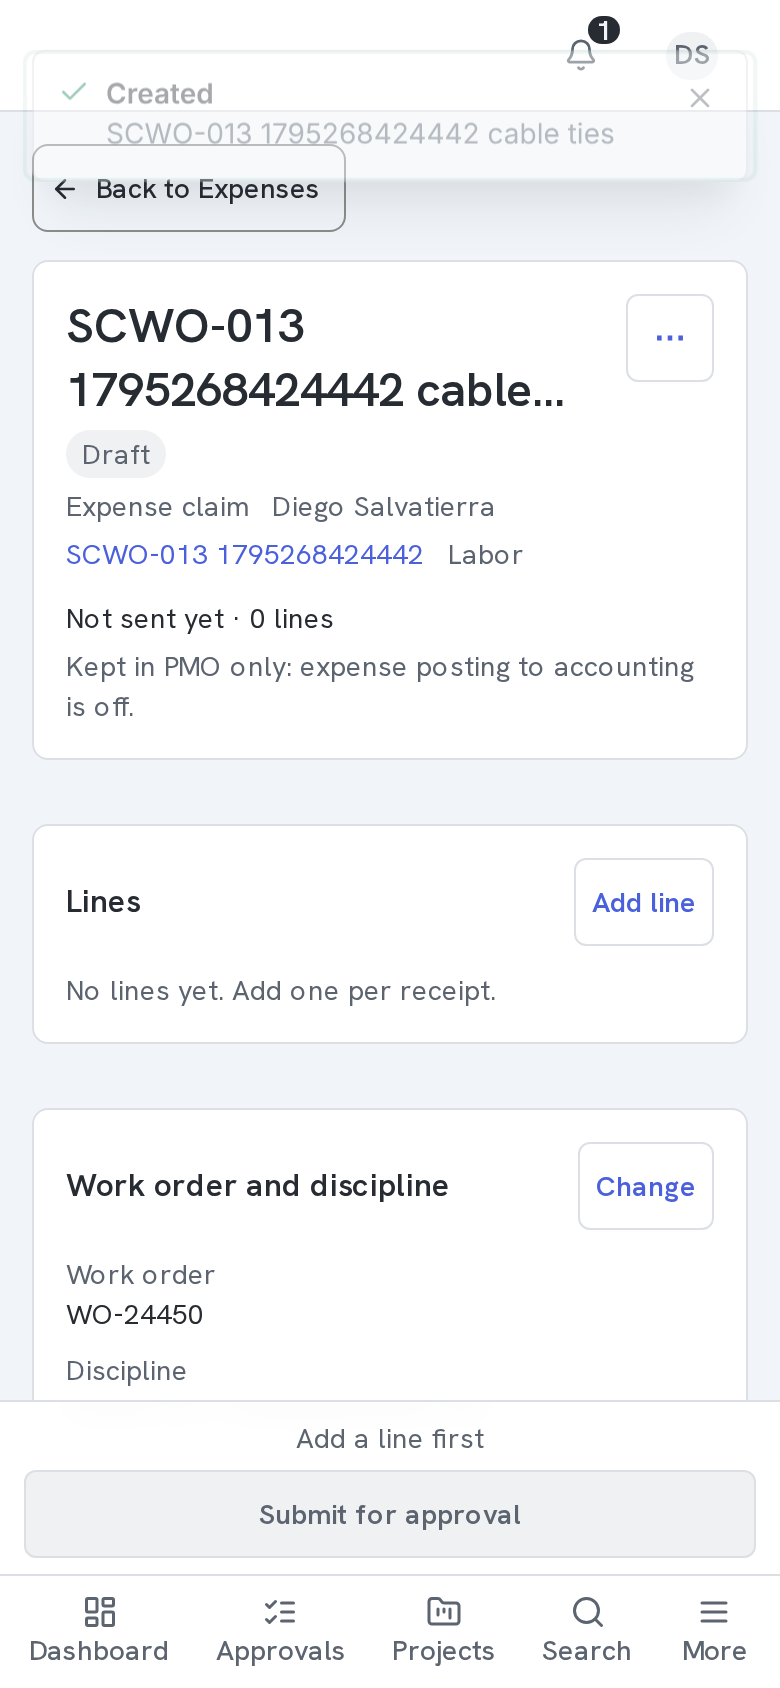 1
DS
Created
SCWO-013 1795268424442 cable ties
Back to Expenses
SCWO-013
1795268424442 cable...
...
Draft
Expense claim Diego Salvatierra
SCWO-013 1795268424442 Labor
Not sent yet · 0 lines
Kept in PMO only: expense posting to accounting
is off.
Lines
Add line
No lines yet. Add one per receipt.
Work order and discipline
Change
Work order
WO-24450
Discipline
Add a line first
Submit for approval
Dashboard
Approvals
Projects
Search
More